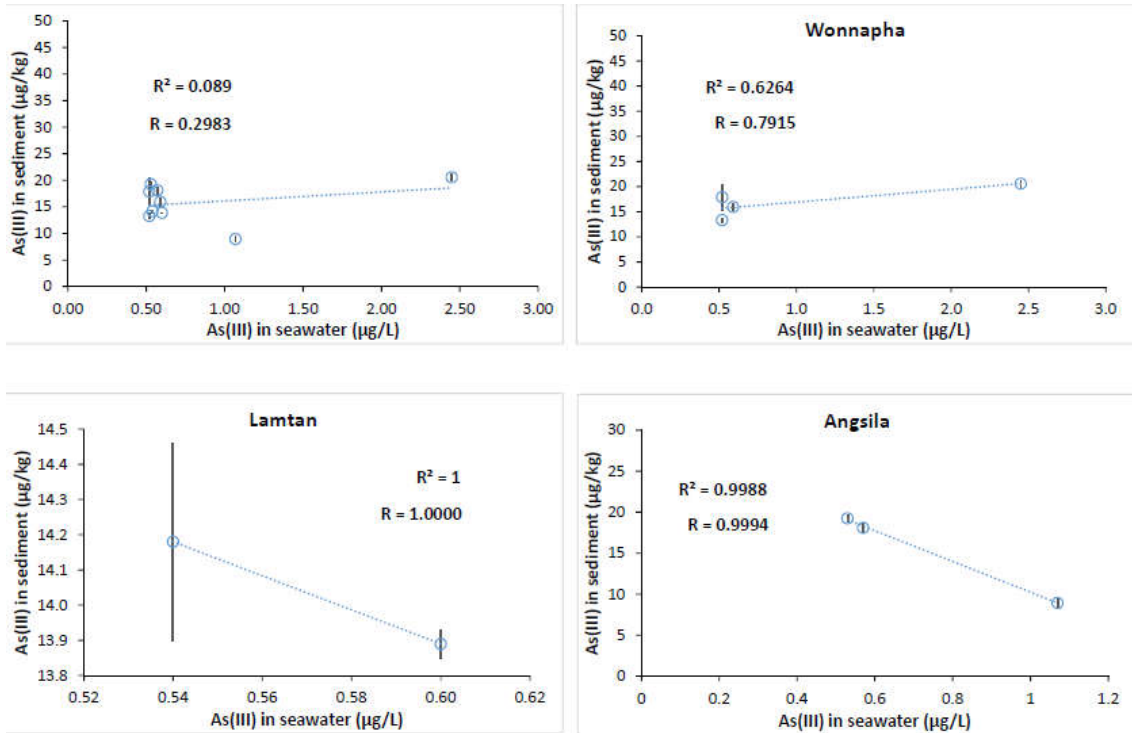 50
45
40
35
30
25
20
15
10
5
0
As(III) in sediment (µg/kg)
R² = 0.089
R = 0.2983
0.00 0.50 1.00 1.50 2.00 2.50 3.00
As(III) in seawater (µg/L)
Wonnapha
50
45
40
35
30
25
20
15
10
5
0
As(III) in sediment (µg/kg)
R² = 0.6264
R = 0.7915
0.0 0.5 1.0 1.5 2.0 2.5 3.0
As(III) in seawater (µg/L)
Lamtan
14.5
14.4
14.3
14.2
14.1
14.0
13.9
13.8
As(III) in sediment (µg/kg)
R² = 1
R = 1.0000
0.52 0.54 0.56 0.58 0.60 0.62
As(III) in seawater (µg/L)
Angsila
30
25
20
15
10
5
0
As(III) in sediment (µg/kg)
R² = 0.9988
R = 0.9994
0 0.2 0.4 0.6 0.8 1 1.2
As(III) in seawater (µg/L)